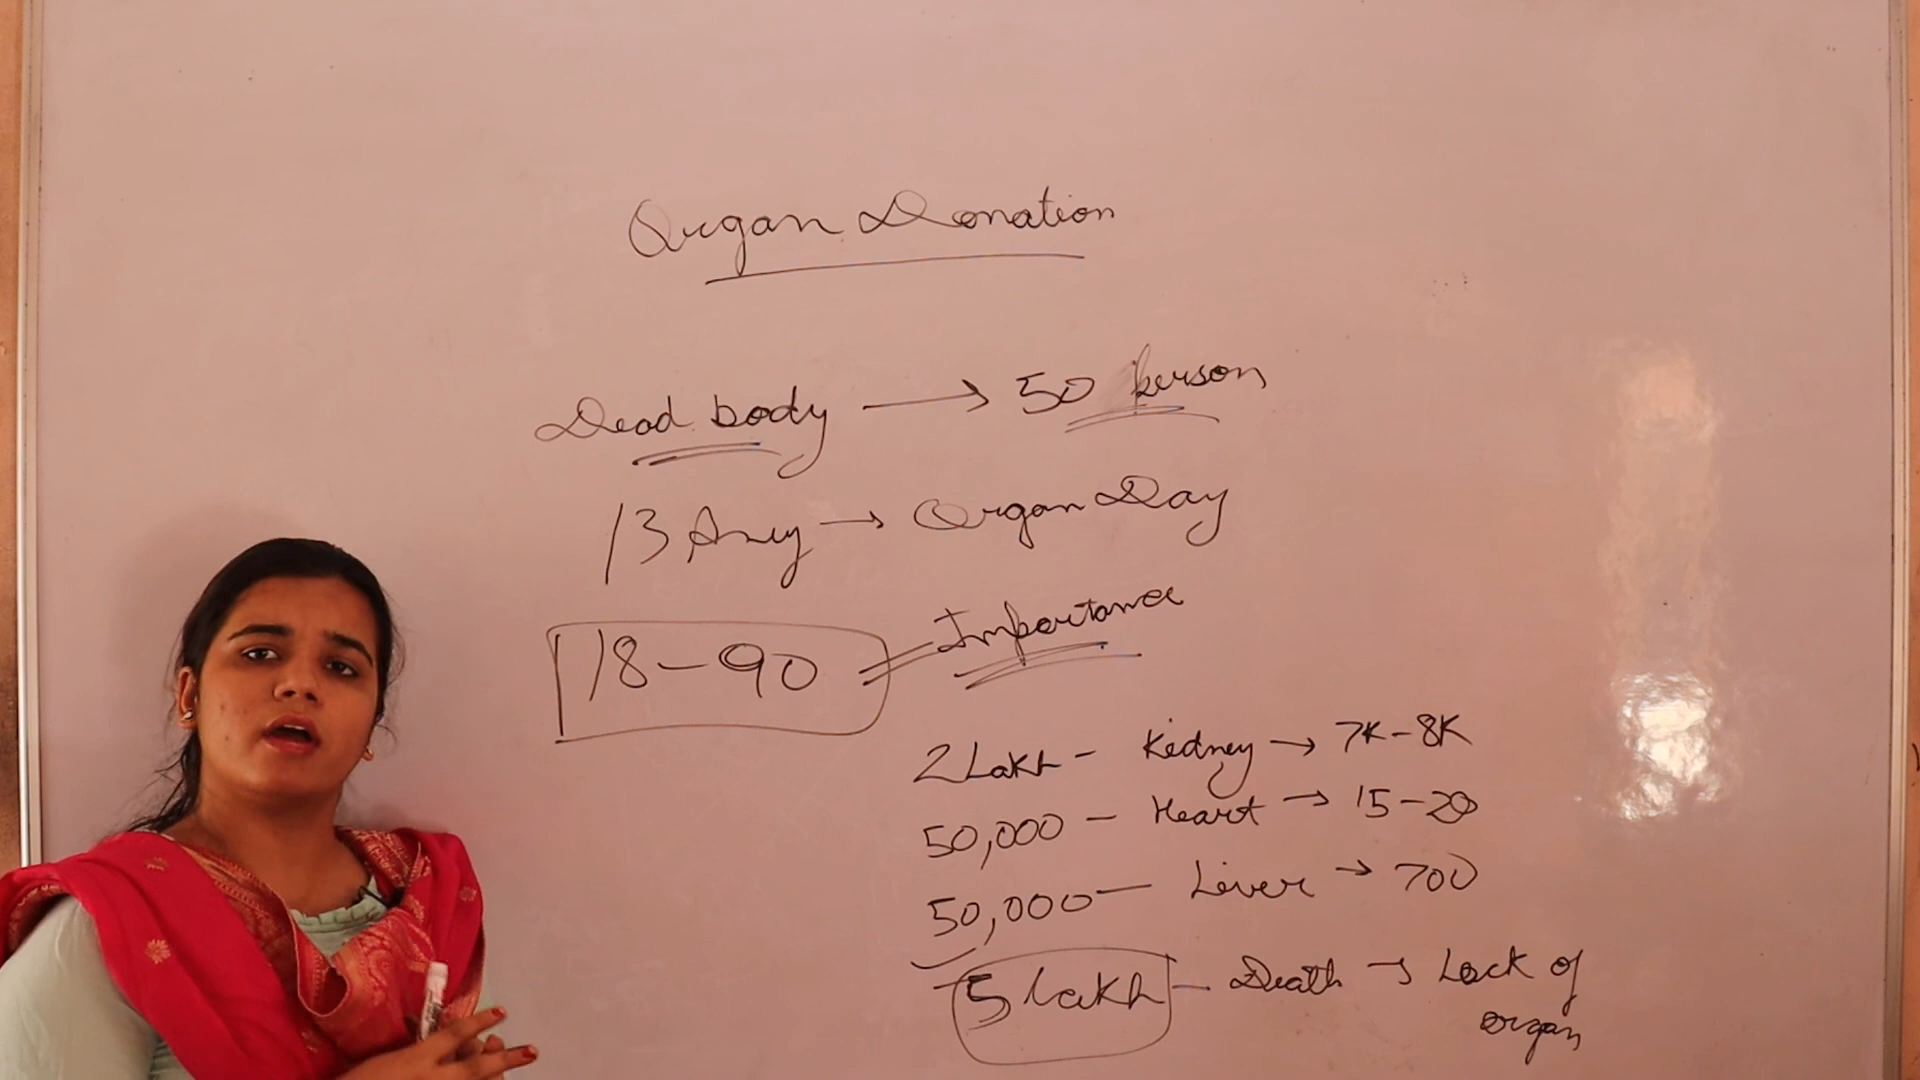 Organ Donation
Dead body → 50 person
13 Aug → Organ Day
18-90 Importance
2 Lakh - Kidney → 7K-8K
50,000 - Heart → 15-20
50,000 - Liver → 700
5 lakh - Death → Lack of
organ